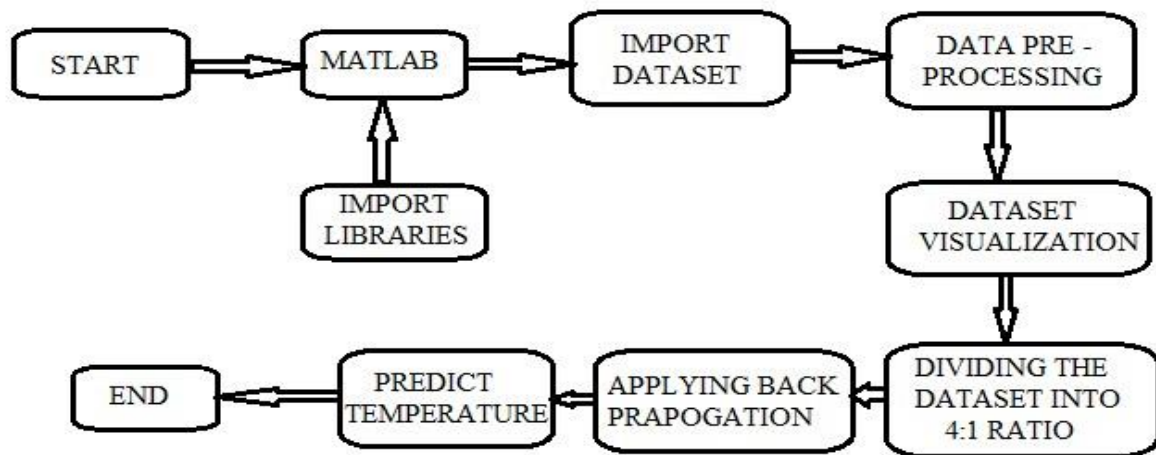 START
MATLAB
IMPORT
DATASET
DATA PRE -
PROCESSING
IMPORT
LIBRARIES
DATASET
VISUALIZATION
DIVIDING THE
DATASET INTO
4:1 RATIO
APPLYING BACK
PRAPOGATION
PREDICT
TEMPERATURE
END